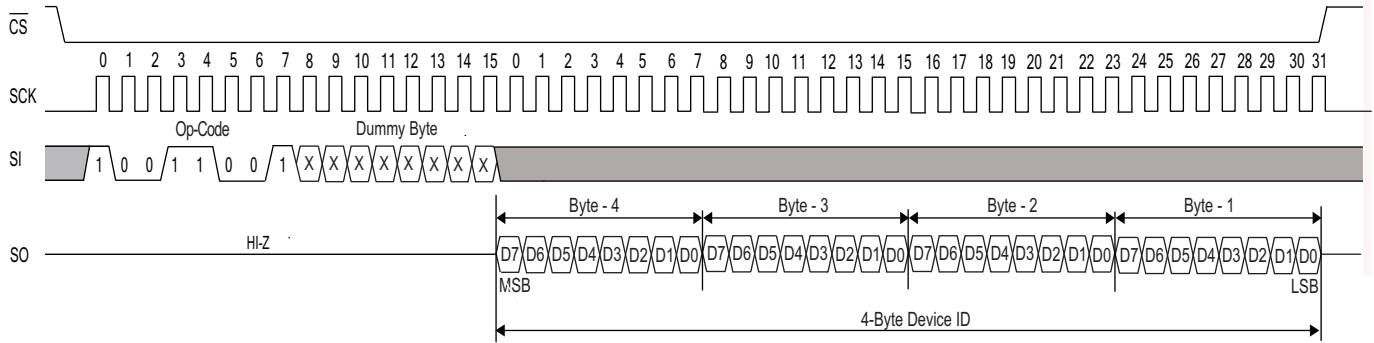 CS
0 1 2 3 4 5 6 7 8 9 10 11 12 13 14 15 0 1 2 3 4 5 6 7 8 9 10 11 12 13 14 15 16 17 18 19 20 21 22 23 24 25 26 27 28 29 30 31
SCK
Op-Code Dummy Byte
SI 1 0 0 1 1 0 0 1 X X X X X X X X
Byte - 4 Byte - 3 Byte - 2 Byte - 1
SO HI-Z D7 D6 D5 D4 D3 D2 D1 D0 D7 D6 D5 D4 D3 D2 D1 D0 D7 D6 D5 D4 D3 D2 D1 D0 D7 D6 D5 D4 D3 D2 D1 D0
MSB LSB
4-Byte Device ID